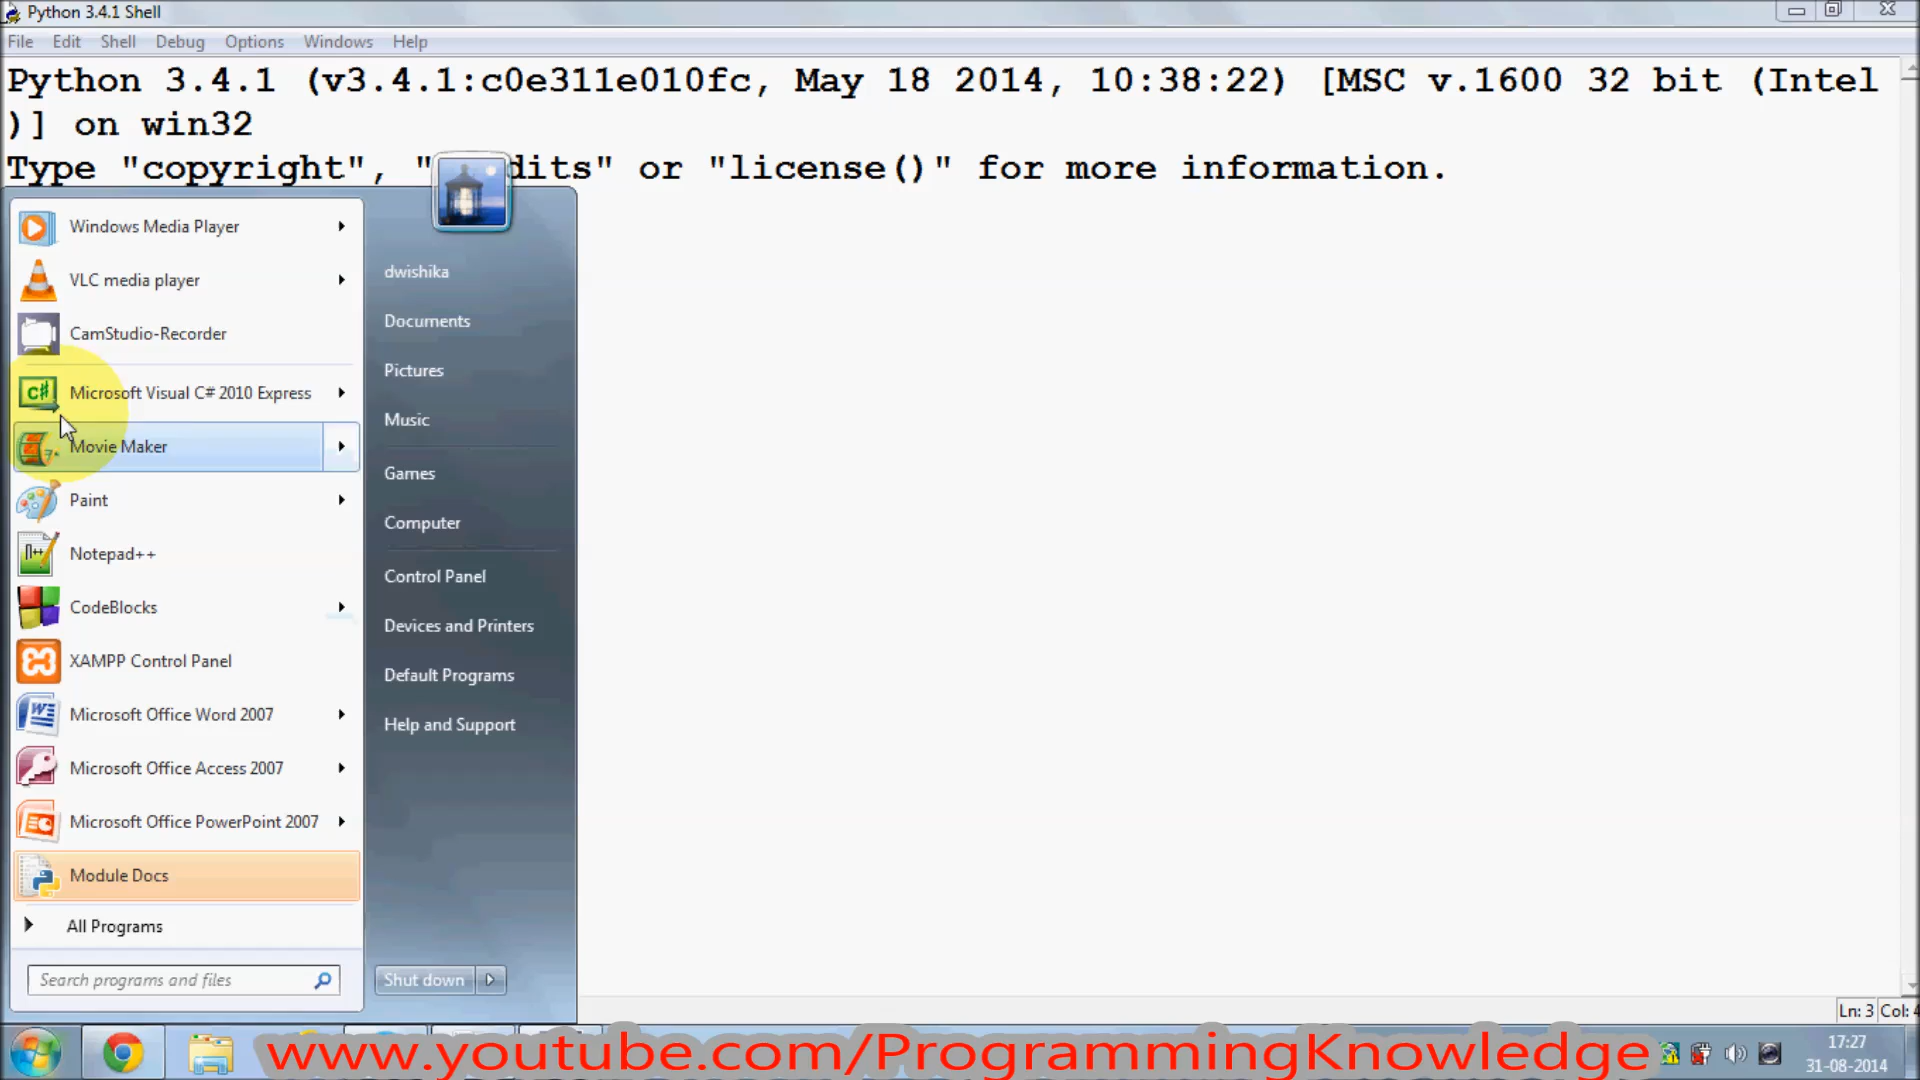 Python 3.4.1 Shell
File Edit Shell Debug Options Windows Help
Python 3.4.1 (v3.4.1:c0e311e010fc, May 18 2014, 10:38:22) [MSC v.1600 32 bit (Intel
)] on win32
Type "copyright", " dits" or "license()" for more information.
Windows Media Player
VLC media player
CamStudio-Recorder
Microsoft Visual C# 2010 Express
Movie Maker
Paint
Notepad++
CodeBlocks
XAMPP Control Panel
Microsoft Office Word 2007
Microsoft Office Access 2007
Microsoft Office PowerPoint 2007
Module Docs
All Programs
Search programs and files
dwishika
Documents
Pictures
Music
Games
Computer
Control Panel
Devices and Printers
Default Programs
Help and Support
Shut down
Ln: 3 Col: 4
www.youtube.com/ProgrammingKnowledge
17:27
31-08-2014